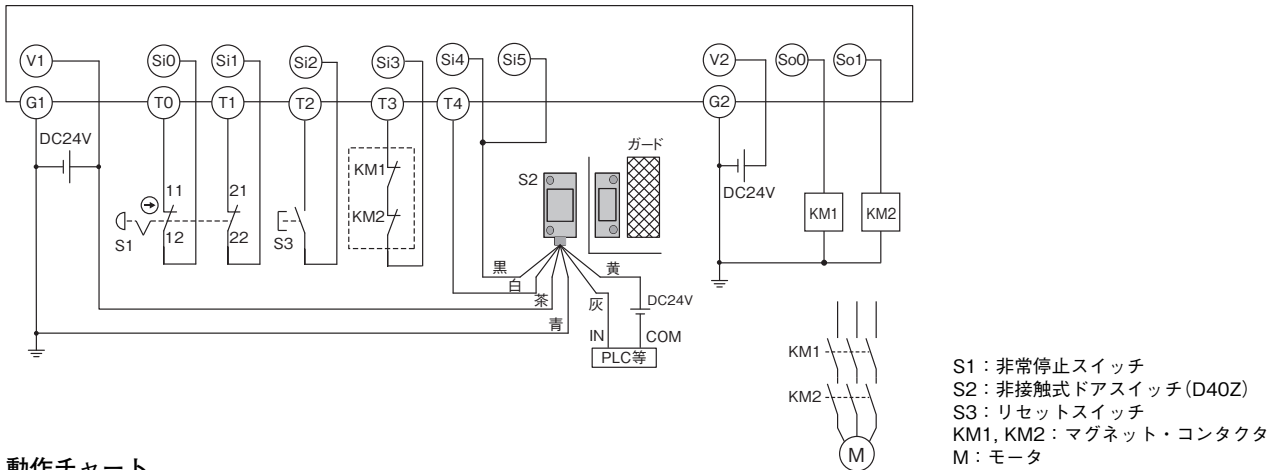 V1 Si0 Si1 Si2 Si3 Si4 Si5 V2 So0 So1
G1 T0 T1 T2 T3 T4 G2
DC24V
ガード
KM1
S2
DC24V
11 21
KM2
KM1 KM2
S1 12 22 S3
黒 黄
白
茶 灰 DC24V
青
IN COM
PLC等
KM1
KM2
M
S1：非常停止スイッチ
S2：非接触式ドアスイッチ(D40Z)
S3：リセットスイッチ
KM1, KM2：マグネット・コンタクタ
M：モータ
動作チャート